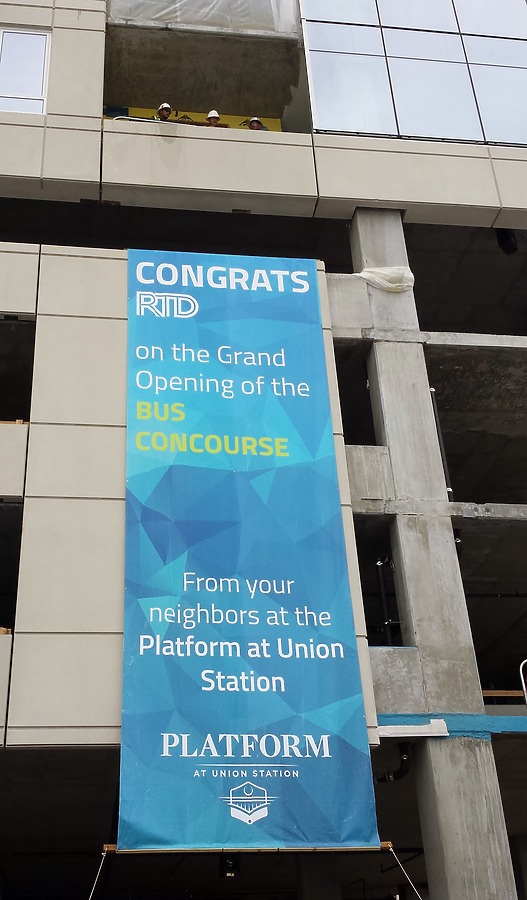 CONGRATS
RTD
on the Grand
Opening of the
BUS
CONCOURSE
From your
neighbors at the
Platform at Union
Station
PLATFORM
AT UNION STATION